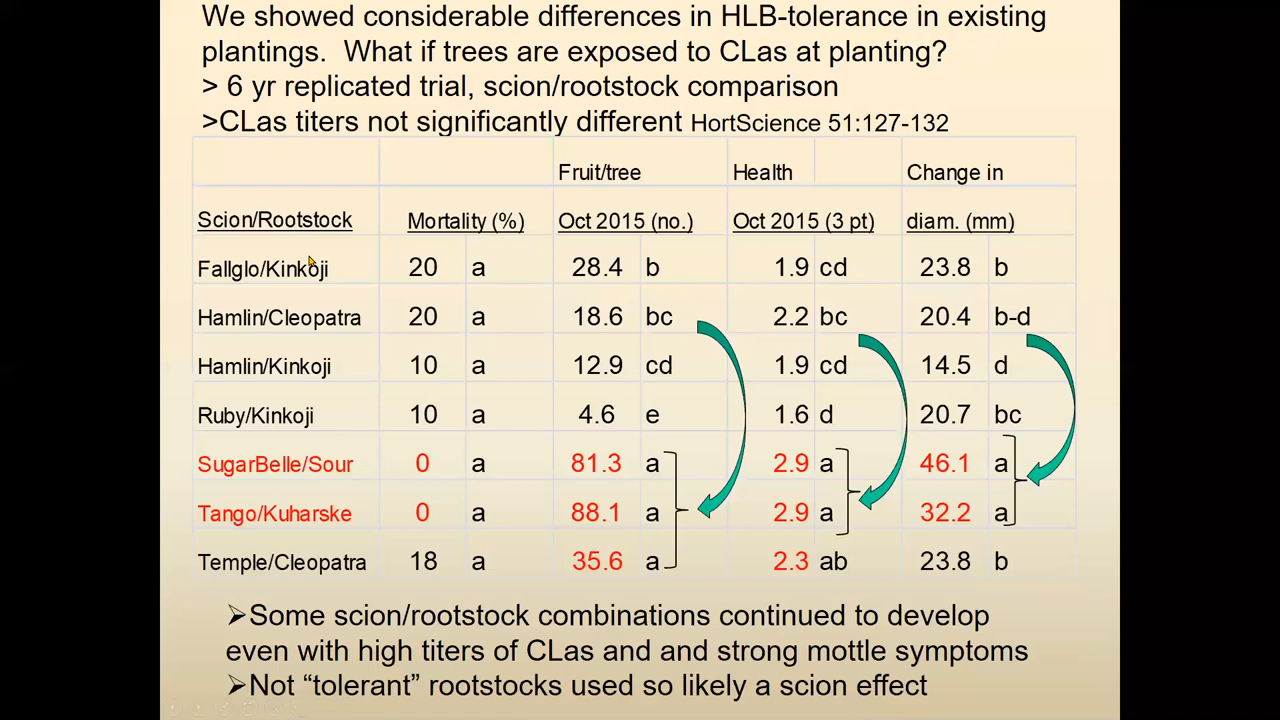 We showed considerable differences in HLB-tolerance in existing
plantings. What if trees are exposed to CLas at planting?
> 6 yr replicated trial, scion/rootstock comparison
>CLas titers not significantly different HortScience 51:127-132
Fruit/tree Health Change in
Scion/Rootstock Mortality (%) Oct 2015 (no.) Oct 2015 (3 pt) diam. (mm)
Fallglo/Kinkoji 20 a 28.4 b 1.9 cd 23.8 b
Hamlin/Cleopatra 20 a 18.6 bc 2.2 bc 20.4 b-d
Hamlin/Kinkoji 10 a 12.9 cd 1.9 cd 14.5 d
Ruby/Kinkoji 10 a 4.6 e 1.6 d 20.7 bc
SugarBelle/Sour 0 a 81.3 a 2.9 a 46.1 a
Tango/Kuharske 0 a 88.1 a 2.9 a 32.2 a
Temple/Cleopatra 18 a 35.6 a 2.3 ab 23.8 b
➢Some scion/rootstock combinations continued to develop
even with high titers of CLas and and strong mottle symptoms
➢Not “tolerant” rootstocks used so likely a scion effect